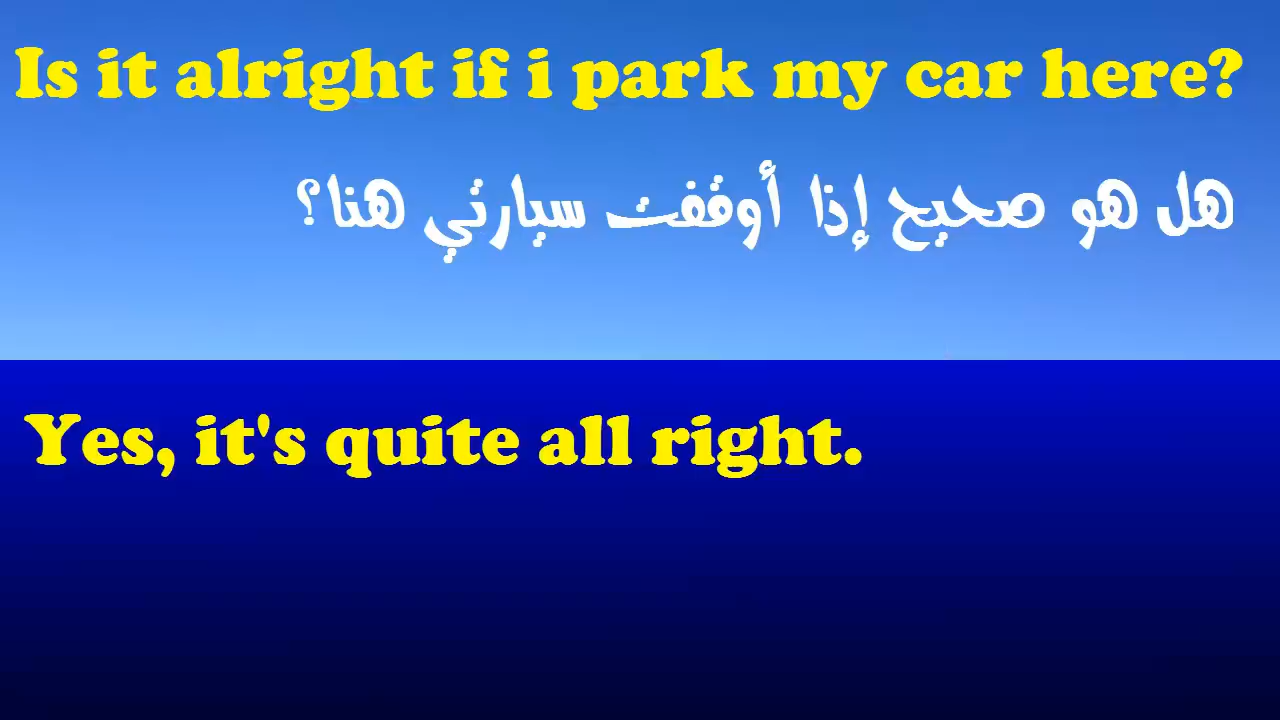 Is it alright if i park my car here?
هل هو صحيح إذا أوقفت سيارتي هنا؟
Yes, it's quite all right.